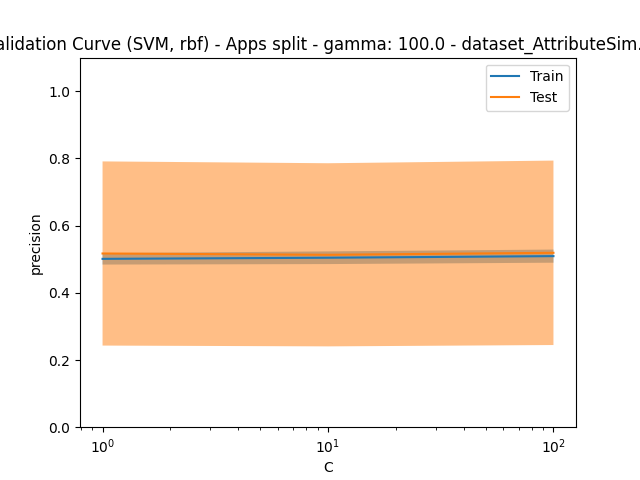 alidation Curve (SVM, rbf) - Apps split - gamma: 100.0 - dataset_AttributeSim.
Train
Test
1.0
0.8
0.6
0.4
0.2
0.0
precision
10⁰
10¹
10²
C